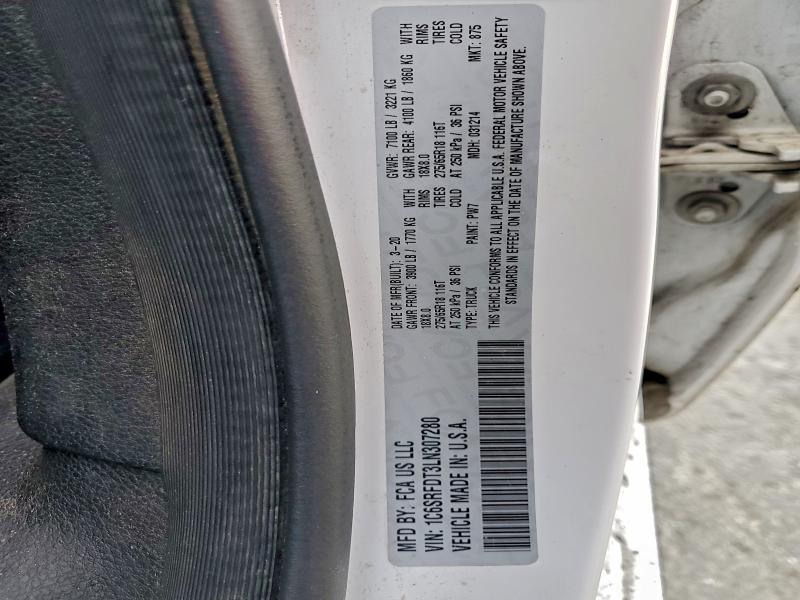 MFD BY: FCA US LLC
DATE OF MFR(BUILT): 3-20 GVWR: 7100 LB / 3221 KG
GAWR FRONT: 3900 LB / 1770 KG WITH GAWR REAR: 4100 LB / 1860 KG WITH
18X8.0 RIMS 18X8.0 RIMS
275/65R18 116T TIRES 275/65R18 116T TIRES
AT 250 kPa / 36 PSI COLD AT 250 kPa / 36 PSI COLD
VIN: 1C6SRFDT3LN307280
TYPE: TRUCK PAINT: PW7 MDH: 031214 MKT: 875
VEHICLE MADE IN: U.S.A.
THIS VEHICLE CONFORMS TO ALL APPLICABLE U.S.A. FEDERAL MOTOR VEHICLE SAFETY
STANDARDS IN EFFECT ON THE DATE OF MANUFACTURE SHOWN ABOVE.